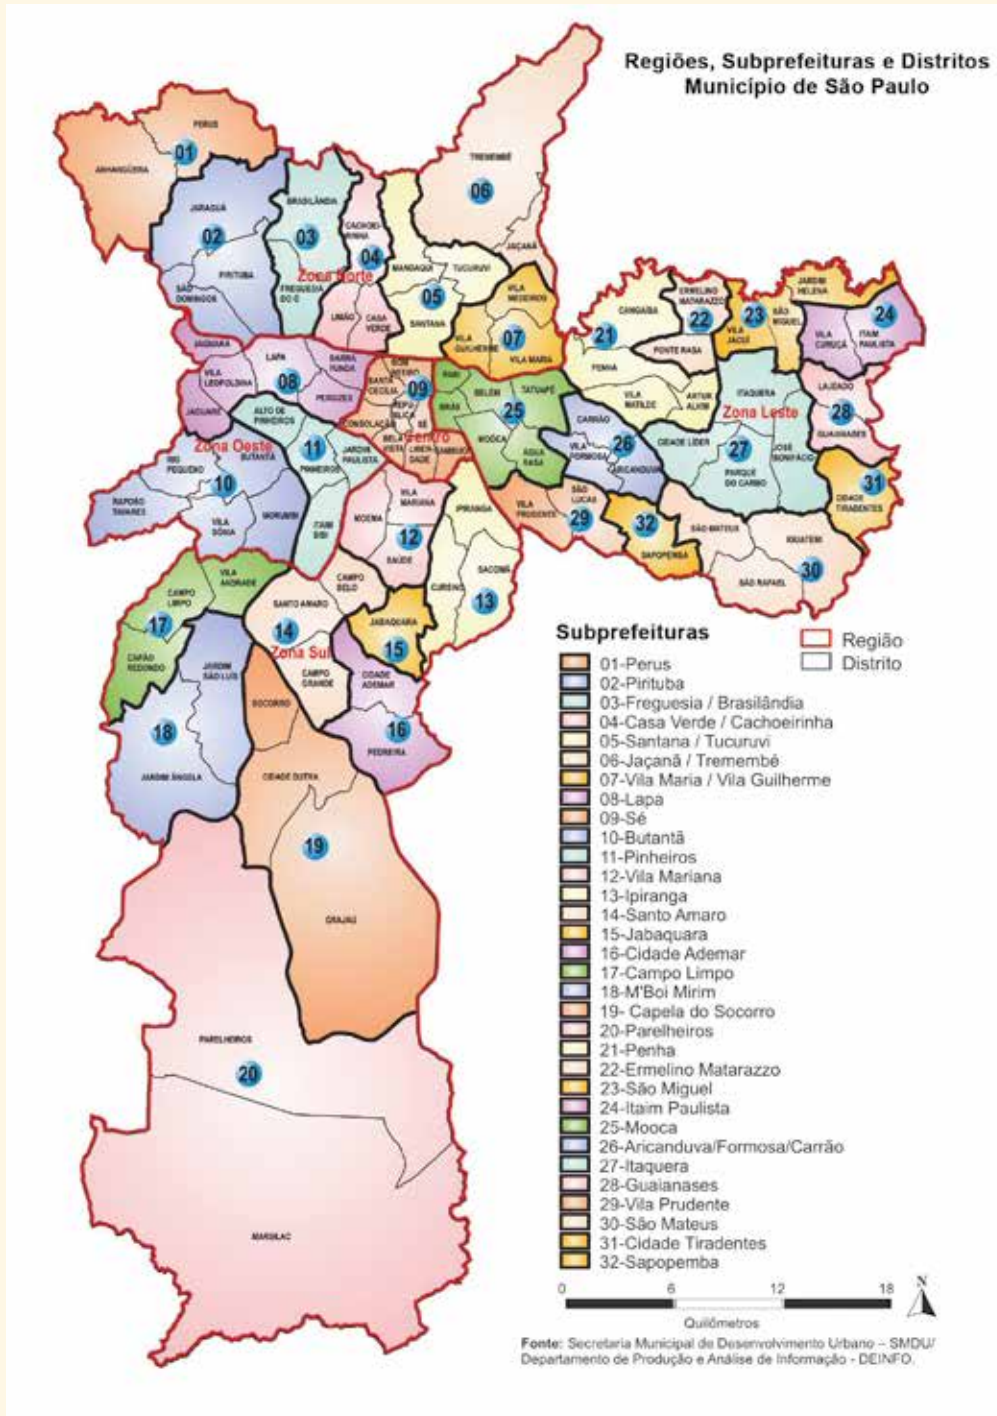 Regiões, Subprefeituras e Distritos
Município de São Paulo
PERUS
01
ANHANGÜERA
TREMEMBÉ
06
JAÇANÃ
JARAGUÁ
02
PIRITUBA
SÃO
DOMINGOS
BRASILÂNDIA
03
Zona Norte
FREGUESIA
DO Ó
CACHOEI-
RINHA
04
LIMÃO
CASA
VERDE
MANDAQUI
TUCURUVI
05
SANTANA
VILA
MEDEIROS
07
VILA
GUILHERME
VILA MARIA
CANGAÍBA
21
PENHA
VILA
MATILDE
ARTUR
ALVIM
ERMELINO
MATARAZZO
22
PONTE RASA
JARDIM
HELENA
23
SÃO
MIGUEL
VILA
JACUÍ
24
VILA
CURUÇÁ
ITAIM
PAULISTA
JAGUARA
LAPA
BARRA
FUNDA
VILA
LEOPOLDINA
08
PERDIZES
JAGUARÉ
BOM
RETIRO
SANTA
CECÍLIA
09
REPÚ-
BLICA
SÉ
CONSOLAÇÃO
Centro
BELA
VISTA
LIBER-
DADE
CAMBUCI
PARI
BELÉM
TATUAPÉ
BRÁS
25
MOÓCA
ÁGUA
RASA
CARRÃO
VILA
FORMOSA
26
ARICANDUVA
ITAQUERA
Zona Leste
CIDADE LÍDER
27
JOSÉ
BONIFÁCIO
PARQUE
DO CARMO
LAJEADO
28
GUAIANASES
31
CIDADE
TIRADENTES
ALTO DE
PINHEIROS
11
PINHEIROS
JARDIM
PAULISTA
ITAIM
BIBI
Zona Oeste
RIO
PEQUENO
BUTANTÃ
10
RAPOSO
TAVARES
MORUMBI
VILA
SÔNIA
VILA
MARIANA
MOEMA
12
SAÚDE
IPIRANGA
SACOMÃ
CURSINO
13
VILA
PRUDENTE
SÃO
LUCAS
29
32
SAPOPEMBA
SÃO MATEUS
IGUATEMI
SÃO RAFAEL
30
VILA
ANDRADE
CAMPO
LIMPO
17
CAPÃO
REDONDO
CAMPO
BELO
SANTO AMARO
14
Zona Sul
CAMPO
GRANDE
JABAQUARA
15
CIDADE
ADEMAR
16
PEDREIRA
JARDIM
SÃO LUÍS
18
JARDIM ÂNGELA
SOCORRO
CIDADE DUTRA
19
GRAJAÚ
PARELHEIROS
20
MARSILAC
Subprefeituras
Região
Distrito
01-Perus
02-Pirituba
03-Freguesia / Brasilândia
04-Casa Verde / Cachoeirinha
05-Santana / Tucuruvi
06-Jaçanã / Tremembé
07-Vila Maria / Vila Guilherme
08-Lapa
09-Sé
10-Butantã
11-Pinheiros
12-Vila Mariana
13-Ipiranga
14-Santo Amaro
15-Jabaquara
16-Cidade Ademar
17-Campo Limpo
18-M'Boi Mirim
19- Capela do Socorro
20-Parelheiros
21-Penha
22-Ermelino Matarazzo
23-São Miguel
24-Itaim Paulista
25-Mooca
26-Aricanduva/Formosa/Carrão
27-Itaquera
28-Guaianases
29-Vila Prudente
30-São Mateus
31-Cidade Tiradentes
32-Sapopemba
0 6 12 18
Quilômetros
N
Fonte: Secretaria Municipal de Desenvolvimento Urbano – SMDU/
Departamento de Produção e Análise de Informação - DEINFO.